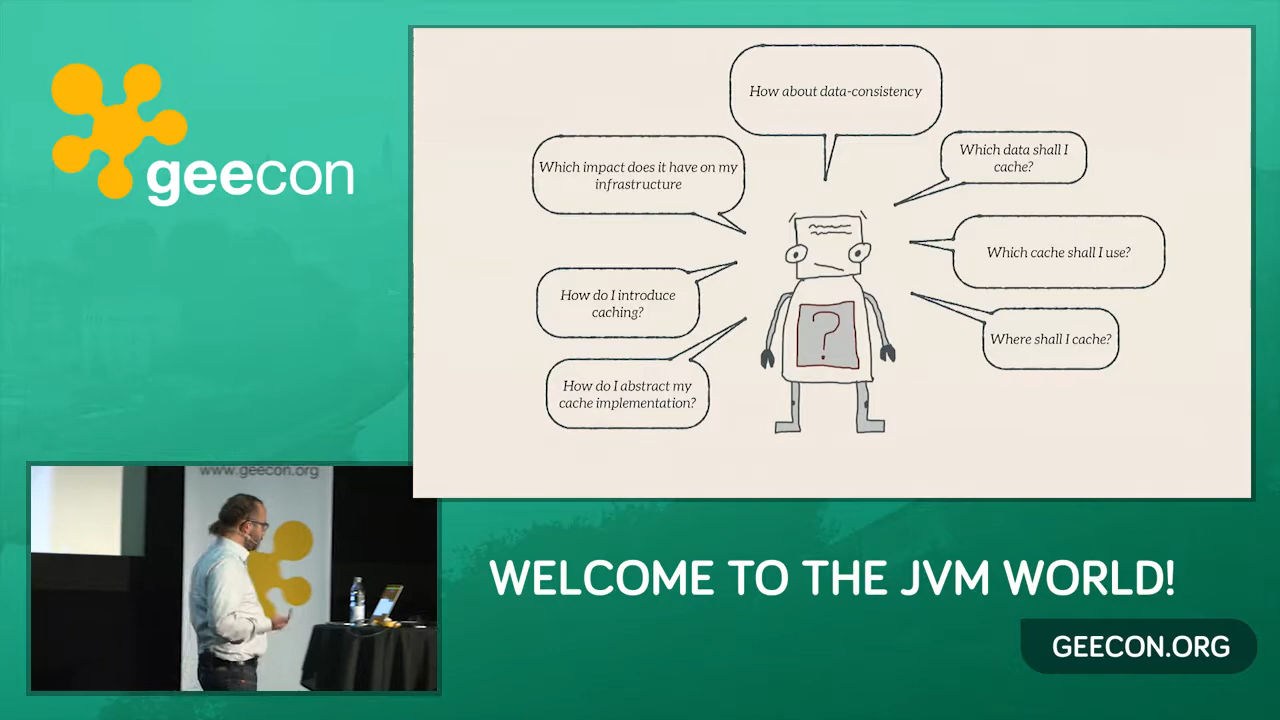 geecon
How about data-consistency
Which impact does it have on my
infrastructure
Which data shall I
cache?
Which cache shall I use?
How do I introduce
caching?
Where shall I cache?
How do I abstract my
cache implementation?
?
www.geecon.org
WELCOME TO THE JVM WORLD!
GEECON.ORG